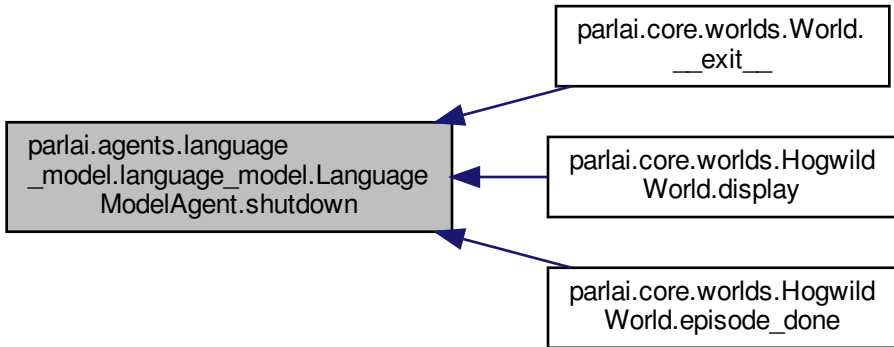 parlai.core.worlds.World.
__exit__
parlai.agents.language
_model.language_model.Language
ModelAgent.shutdown
parlai.core.worlds.Hogwild
World.display
parlai.core.worlds.Hogwild
World.episode_done